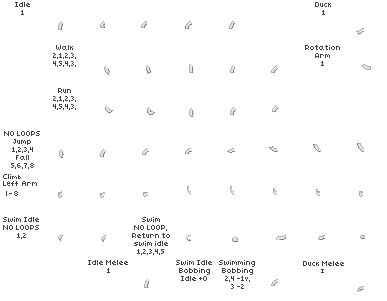 Idle
1
Duck
1
Walk
2,1,2,3,
4,5,4,3,
Rotation
Arm
1
Run
2,1,2,3,
4,5,4,3,
NO LOOPS
Jump
1,2,3,4
Fall
5,6,7,8
Climb
Left Arm
1-8
Swim Idle
NO LOOPS
1,2
Swim
NO LOOP,
Return to
swim idle
1,2,3,4,5
Idle Melee
1
Swim Idle
Bobbing
Idle +0
Swimming
Bobbing
2,4 -1v,
3 -2
Duck Melee
1